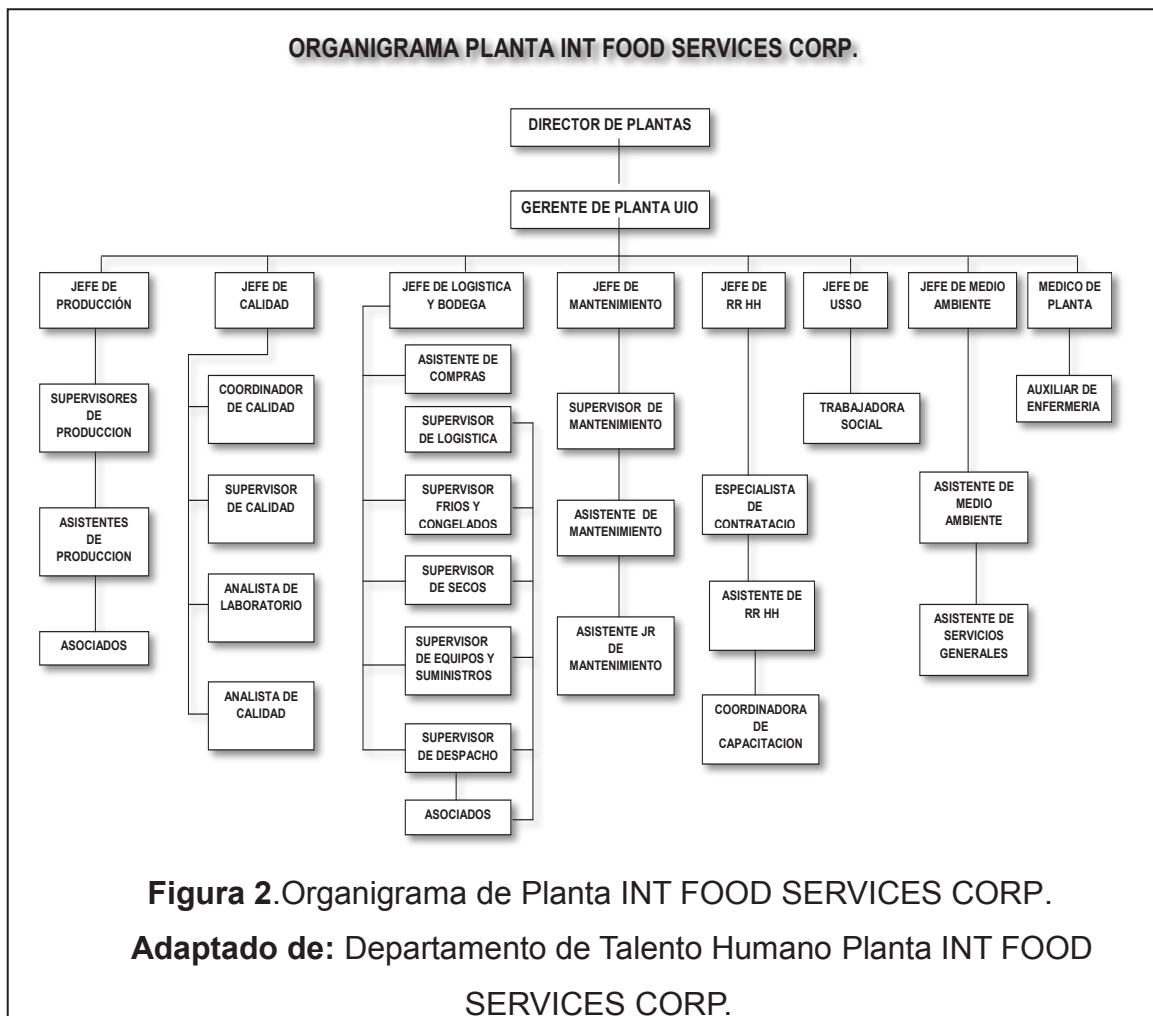 ORGANIGRAMA PLANTA INT FOOD SERVICES CORP.
DIRECTOR DE PLANTAS
GERENTE DE PLANTA UIO
JEFE DE
PRODUCCIÓN
SUPERVISORES
DE
PRODUCCION
ASISTENTES
DE
PRODUCCION
ASOCIADOS
JEFE DE
CALIDAD
COORDINADOR
DE CALIDAD
SUPERVISOR
DE CALIDAD
ANALISTA DE
LABORATORIO
ANALISTA DE
CALIDAD
JEFE DE LOGISTICA
Y BODEGA
ASISTENTE DE
COMPRAS
SUPERVISOR
DE LOGISTICA
SUPERVISOR
FRIOS Y
CONGELADOS
SUPERVISOR
DE SECOS
SUPERVISOR
DE EQUIPOS Y
SUMINISTROS
SUPERVISOR
DE DESPACHO
ASOCIADOS
JEFE DE
MANTENIMIENTO
SUPERVISOR DE
MANTENIMIENTO
ASISTENTE DE
MANTENIMIENTO
ASISTENTE JR
DE
MANTENIMIENTO
JEFE DE
RR HH
ESPECIALISTA
DE
CONTRATACIO
ASISTENTE DE
RR HH
COORDINADORA
DE
CAPACITACION
JEFE DE
USSO
TRABAJADORA
SOCIAL
JEFE DE MEDIO
AMBIENTE
ASISTENTE DE
MEDIO
AMBIENTE
ASISTENTE DE
SERVICIOS
GENERALES
MEDICO DE
PLANTA
AUXILIAR DE
ENFERMERIA
Figura 2.Organigrama de Planta INT FOOD SERVICES CORP.
Adaptado de: Departamento de Talento Humano Planta INT FOOD
SERVICES CORP.